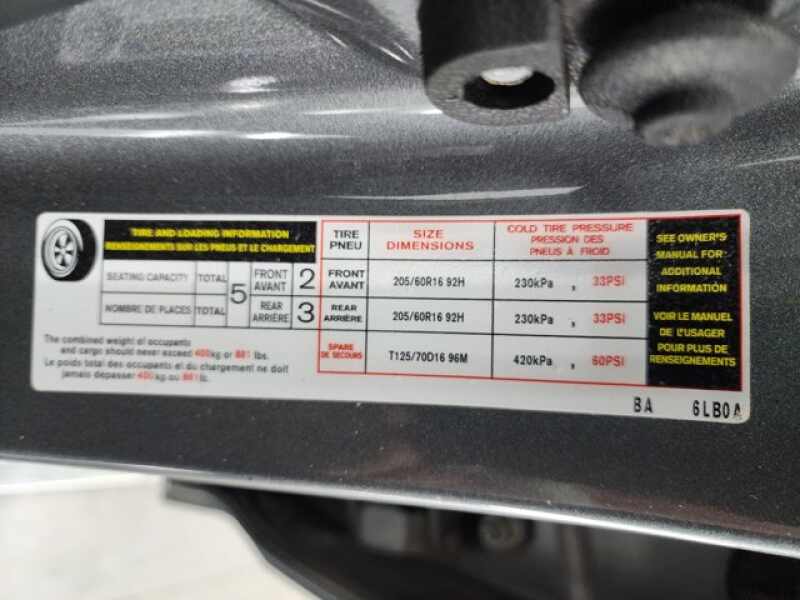 TIRE AND LOADING INFORMATION
RENSEIGNEMENTS SUR LES PNEUS ET LE CHARGEMENT
SEATING CAPACITY TOTAL 5 FRONT AVANT 2
NOMBRE DE PLACES TOTAL REAR ARRIÈRE 3
The combined weight of occupants
and cargo should never exceed 400kg or 881 lbs.
Le poids total des occupants et du chargement ne doit
jamais dépasser 400kg ou 881lb.
TIRE
PNEU
SIZE
DIMENSIONS
COLD TIRE PRESSURE
PRESSION DES
PNEUS À FROID
FRONT
AVANT
205/60R16 92H
230kPa , 33PSI
REAR
ARRIÈRE
205/60R16 92H
230kPa , 33PSI
SPARE
DE SECOURS
T125/70D16 96M
420kPa , 60PSI
SEE OWNER'S
MANUAL FOR
ADDITIONAL
INFORMATION
VOIR LE MANUEL
DE L'USAGER
POUR PLUS DE
RENSEIGNEMENTS
BA 6LB0A